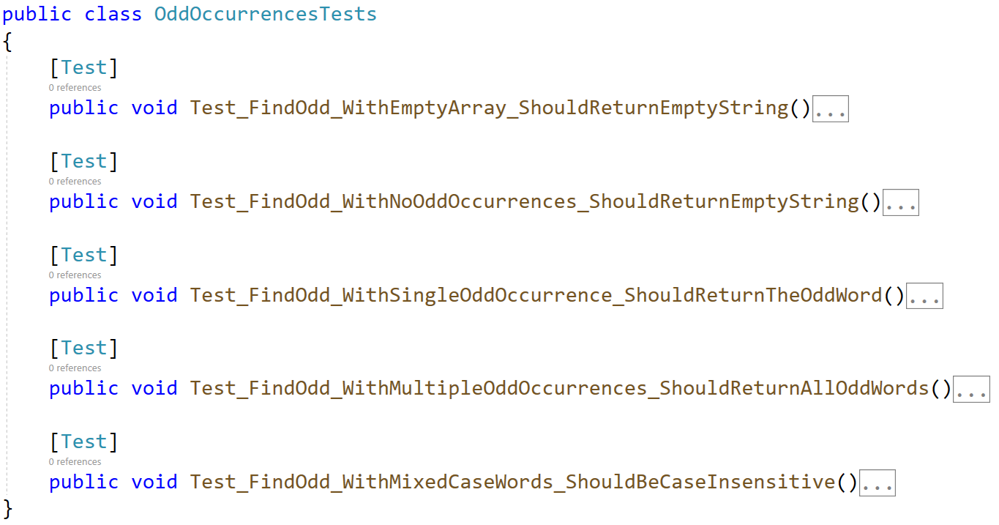 public class OddOccurrencesTests
{
[Test]
0 references
public void Test_FindOdd_WithEmptyArray_ShouldReturnEmptyString()...
[Test]
0 references
public void Test_FindOdd_WithNoOddOccurrences_ShouldReturnEmptyString()...
[Test]
0 references
public void Test_FindOdd_WithSingleOddOccurrence_ShouldReturnTheOddWord()...
[Test]
0 references
public void Test_FindOdd_WithMultipleOddOccurrences_ShouldReturnAllOddWords()...
[Test]
0 references
public void Test_FindOdd_WithMixedCaseWords_ShouldBeCaseInsensitive()...
}